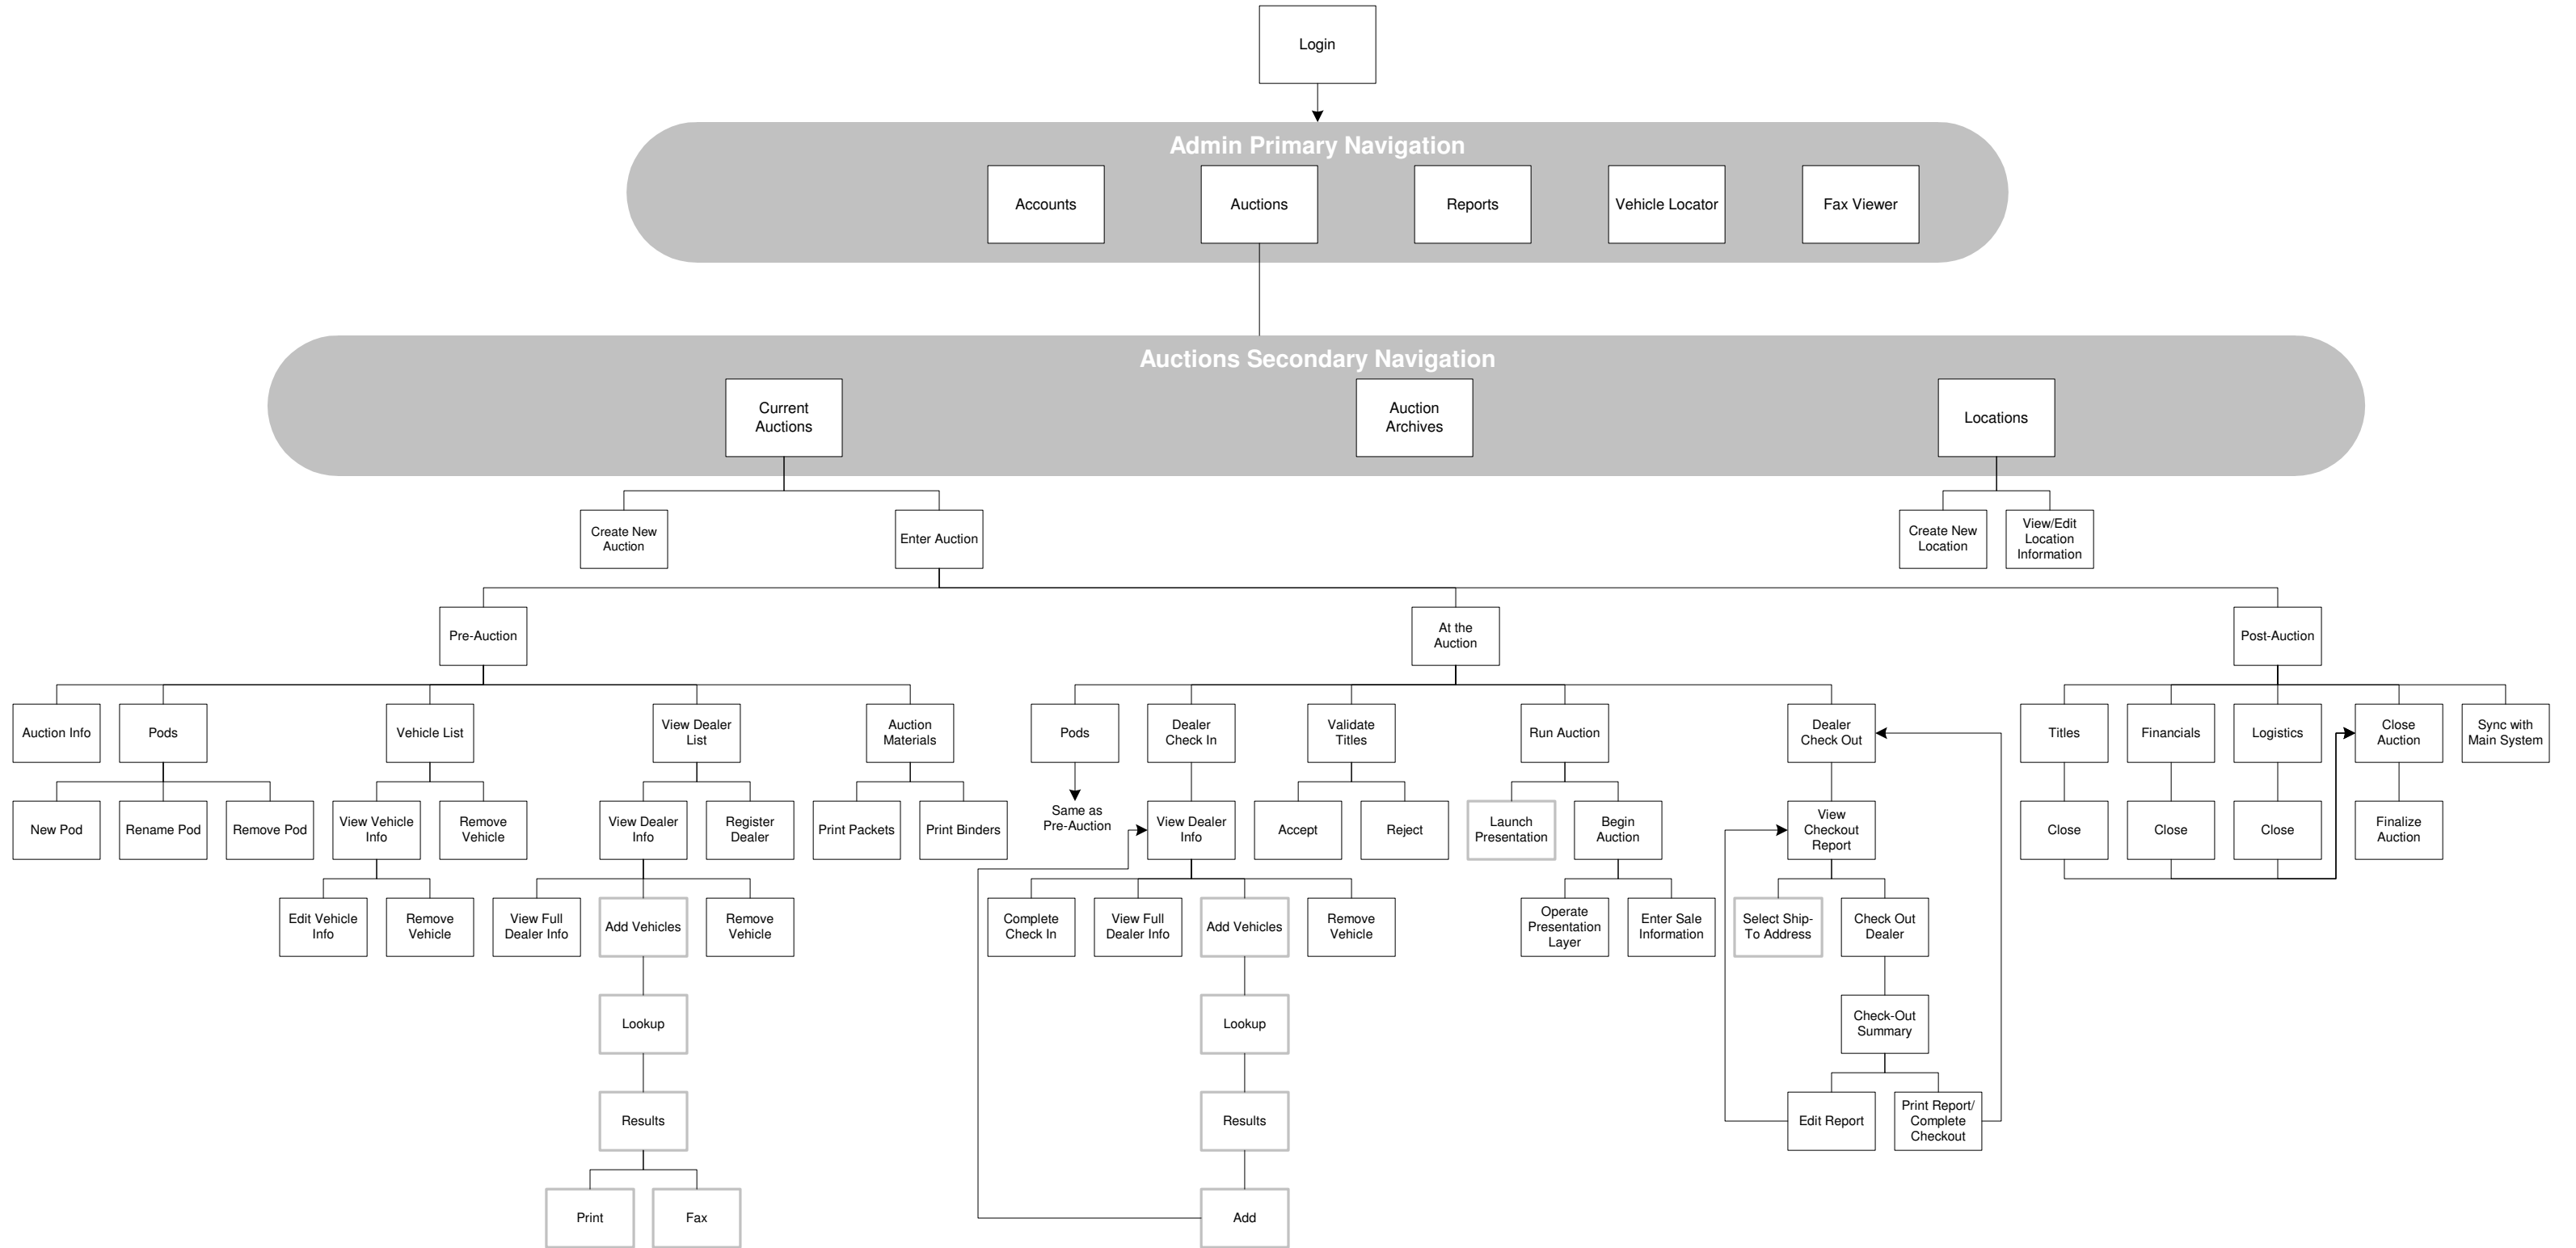 Login
Admin Primary Navigation
Accounts
Auctions
Reports
Vehicle Locator
Fax Viewer
Auctions Secondary Navigation
Current
Auctions
Auction
Archives
Locations
Create New
Auction
Enter Auction
Create New
Location
View/Edit
Location
Information
Pre-Auction
At the
Auction
Post-Auction
Auction Info
Pods
Vehicle List
View Dealer
List
Auction
Materials
Pods
Dealer
Check In
Validate
Titles
Run Auction
Dealer
Check Out
Titles
Financials
Logistics
Close
Auction
Sync with
Main System
New Pod
Rename Pod
Remove Pod
View Vehicle
Info
Remove
Vehicle
View Dealer
Info
Register
Dealer
Print Packets
Print Binders
Same as
Pre-Auction
View Dealer
Info
Accept
Reject
Launch
Presentation
Begin
Auction
View
Checkout
Report
Close
Close
Close
Finalize
Auction
Edit Vehicle
Info
Remove
Vehicle
View Full
Dealer Info
Add Vehicles
Remove
Vehicle
Complete
Check In
View Full
Dealer Info
Add Vehicles
Remove
Vehicle
Operate
Presentation
Layer
Enter Sale
Information
Select Ship-
To Address
Check Out
Dealer
Lookup
Lookup
Check-Out
Summary
Results
Results
Edit Report
Print Report/
Complete
Checkout
Print
Fax
Add